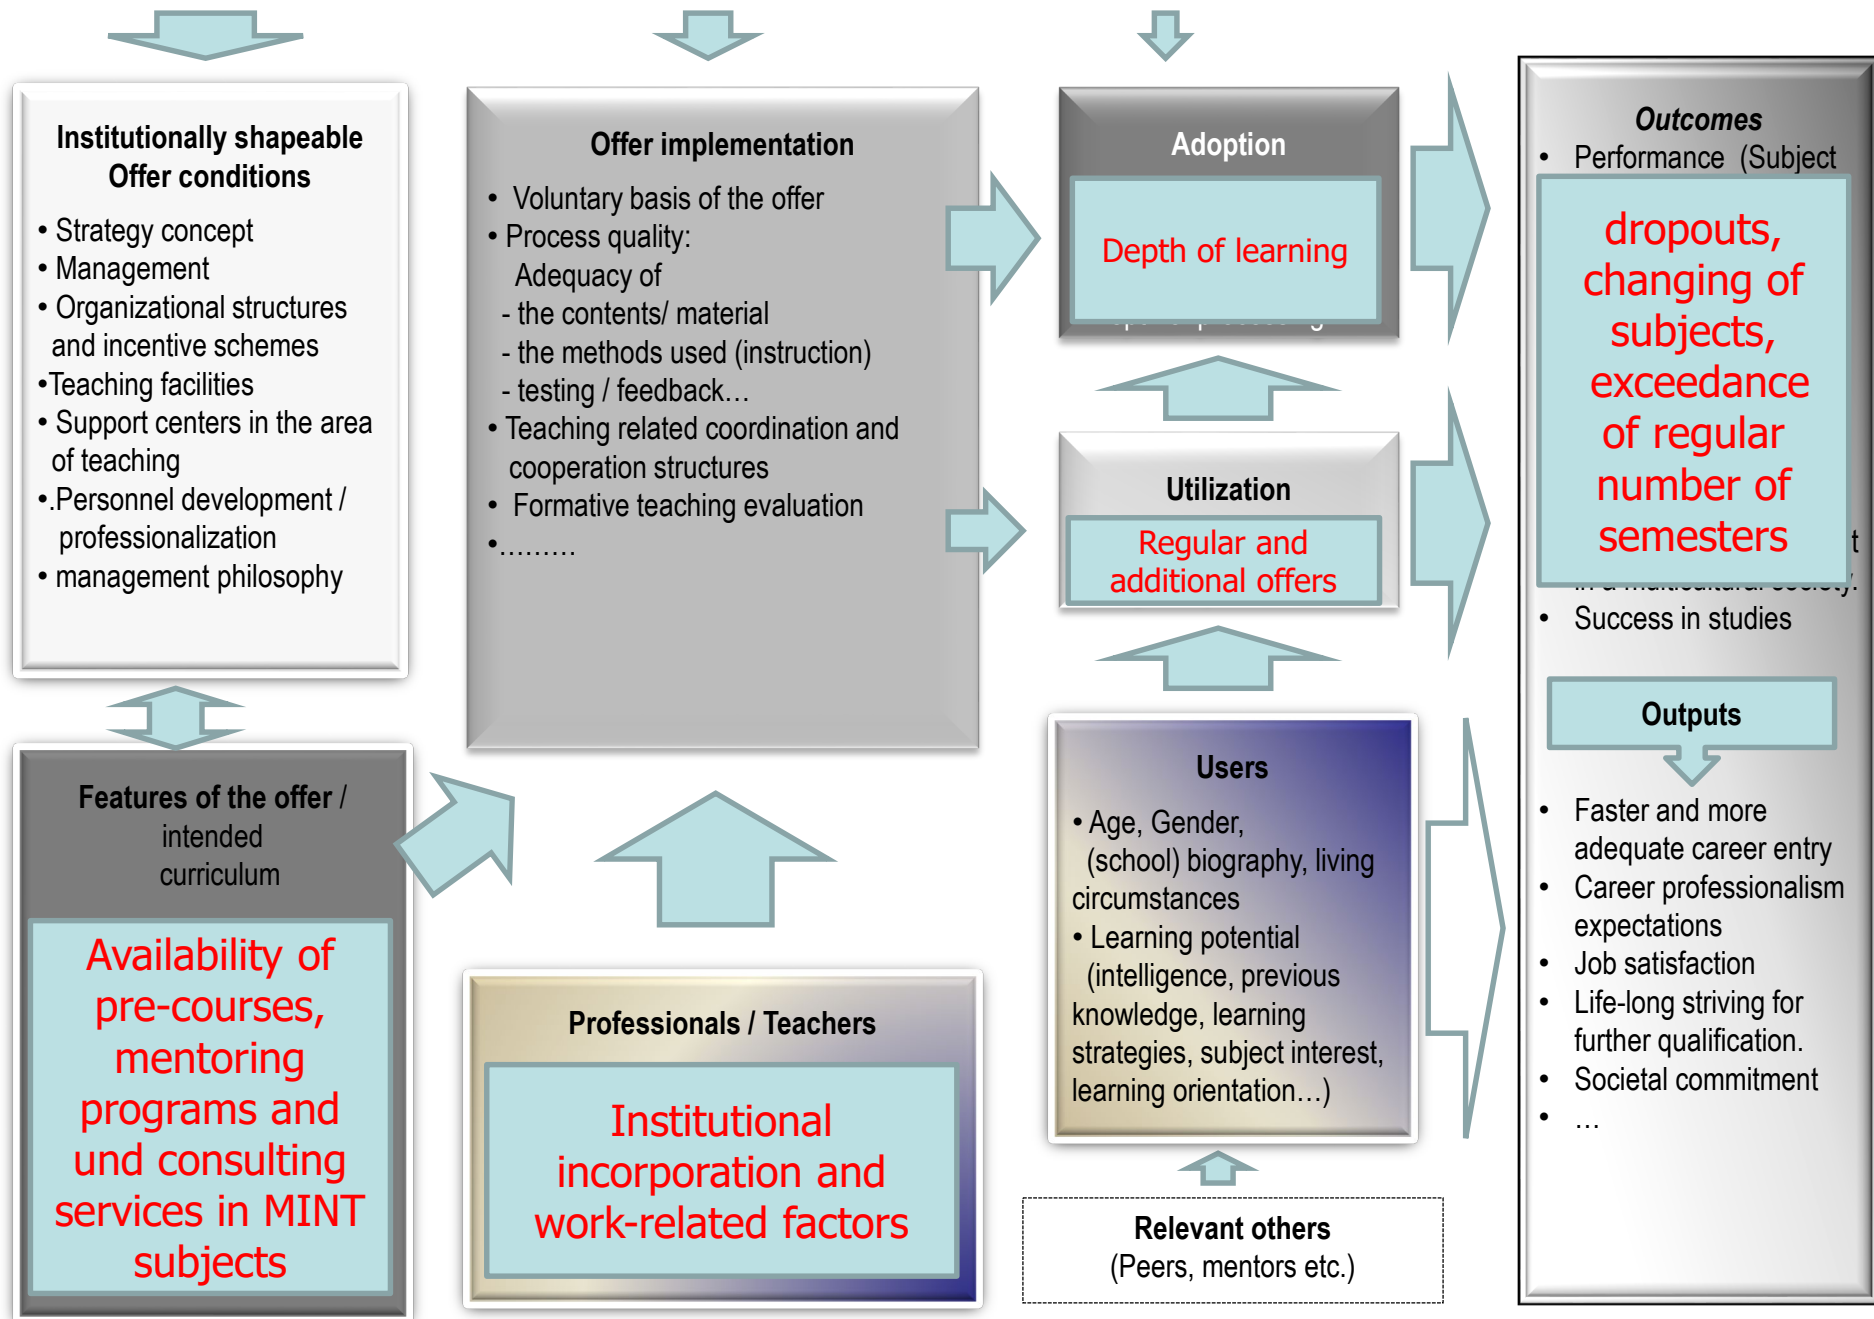 Institutionally shapeable
Offer conditions
• Strategy concept
• Management
• Organizational structures
and incentive schemes
•Teaching facilities
• Support centers in the area
of teaching
•.Personnel development /
professionalization
• management philosophy
Features of the offer /
intended
curriculum
Availability of
pre-courses,
mentoring
programs and
und consulting
services in MINT
subjects
Offer implementation
• Voluntary basis of the offer
• Process quality:
Adequacy of
- the contents/ material
- the methods used (instruction)
- testing / feedback…
• Teaching related coordination and
cooperation structures
• Formative teaching evaluation
•………
Professionals / Teachers
Institutional
incorporation and
work-related factors
Adoption
Depth of learning
Utilization
Regular and
additional offers
Users
• Age, Gender,
(school) biography, living
circumstances
• Learning potential
(intelligence, previous
knowledge, learning
strategies, subject interest,
learning orientation…)
Relevant others
(Peers, mentors etc.)
Outcomes
• Performance (Subject
dropouts,
changing of
subjects,
exceedance
of regular
number of
semesters
in a multicultural society.
• Success in studies
Outputs
• Faster and more
adequate career entry
• Career professionalism
expectations
• Job satisfaction
• Life-long striving for
further qualification.
• Societal commitment
• …